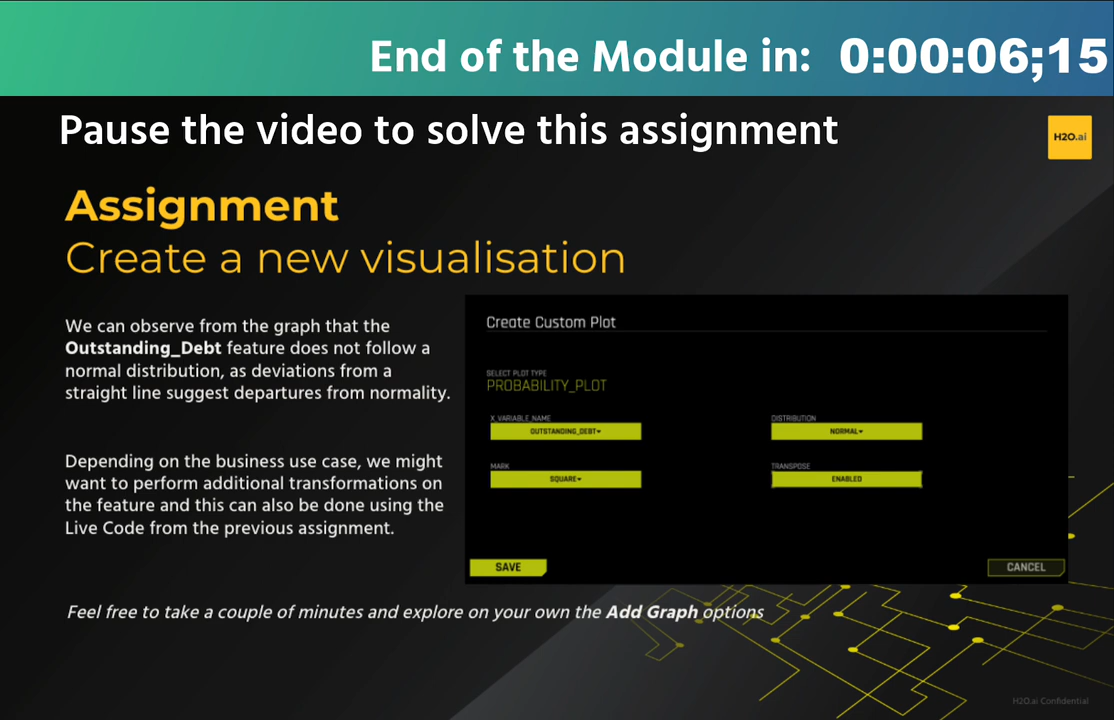 End of the Module in: 0:00:06;15
Pause the video to solve this assignment
H2O.ai
Assignment
Create a new visualisation
We can observe from the graph that the
Outstanding_Debt feature does not follow a
normal distribution, as deviations from a
straight line suggest departures from normality.
Depending on the business use case, we might
want to perform additional transformations on
the feature and this can also be done using the
Live Code from the previous assignment.
Create Custom Plot
SELECT PLOT TYPE
PROBABILITY_PLOT
X_VARIABLE_NAME
OUTSTANDING_DEBT
DISTRIBUTION
NORMAL
MARK
SQUARE
TRANSPOSE
ENABLED
SAVE
CANCEL
Feel free to take a couple of minutes and explore on your own the Add Graph options
H2O.ai Confidential